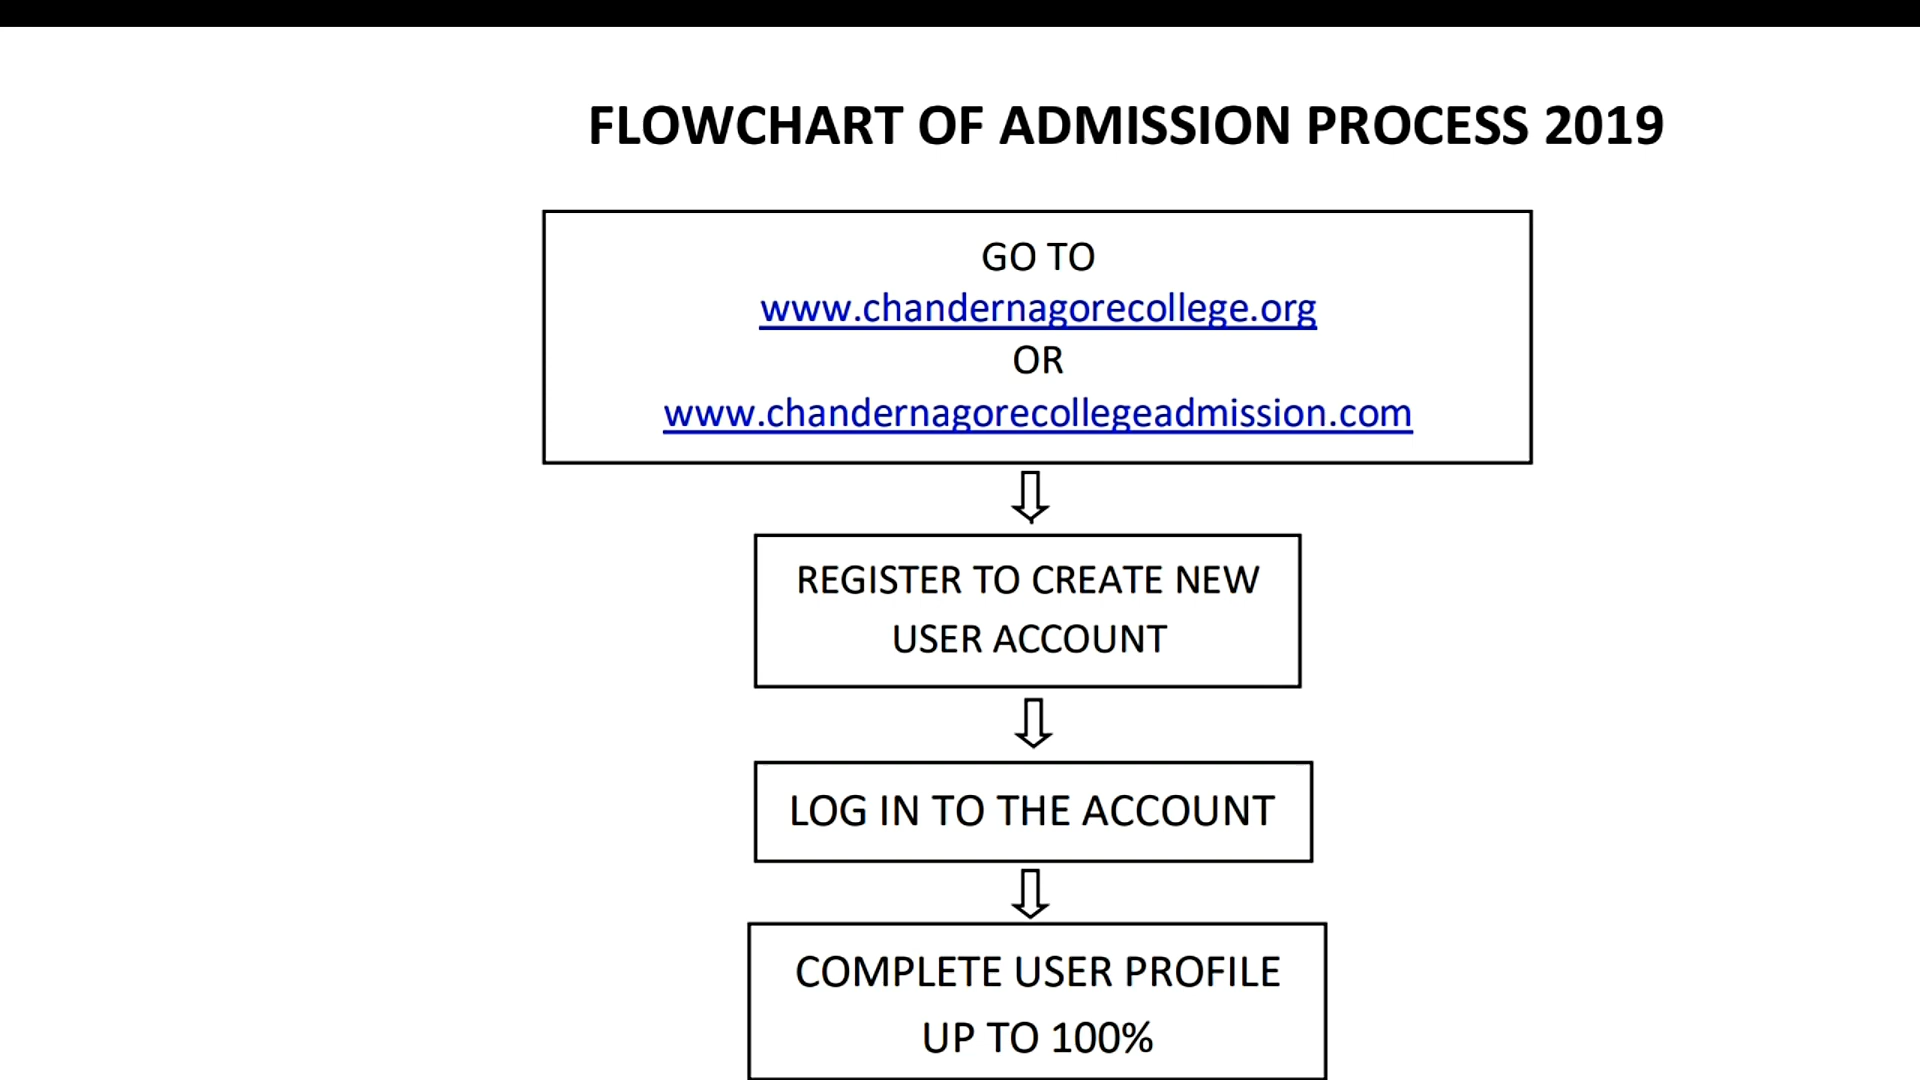 FLOWCHART OF ADMISSION PROCESS 2019
GO TO
www.chandernagorecollege.org
OR
www.chandernagorecollegeadmission.com
REGISTER TO CREATE NEW
USER ACCOUNT
LOG IN TO THE ACCOUNT
COMPLETE USER PROFILE
UP TO 100%